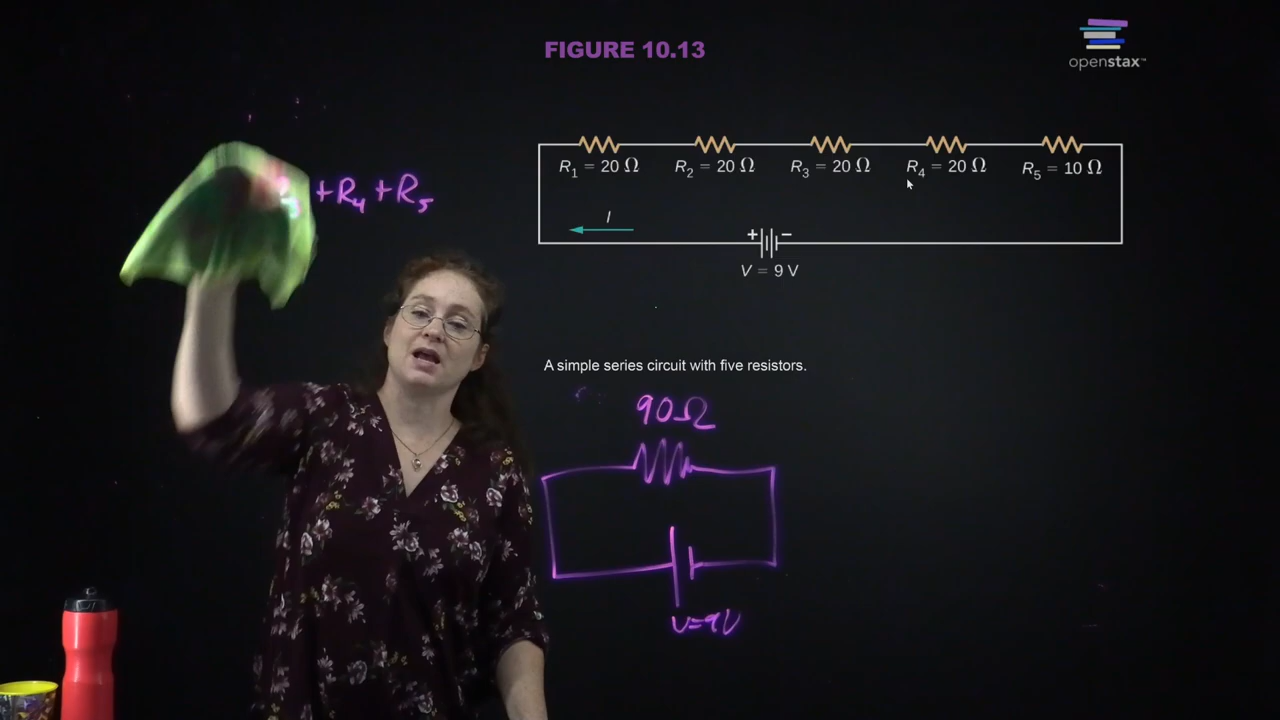 FIGURE 10.13
openstax™
+R₄ +R₅
R₁ = 20 Ω R₂ = 20 Ω R₃ = 20 Ω R₄ = 20 Ω R₅ = 10 Ω
I
+ −
V = 9 V
A simple series circuit with five resistors.
90Ω
V=9V